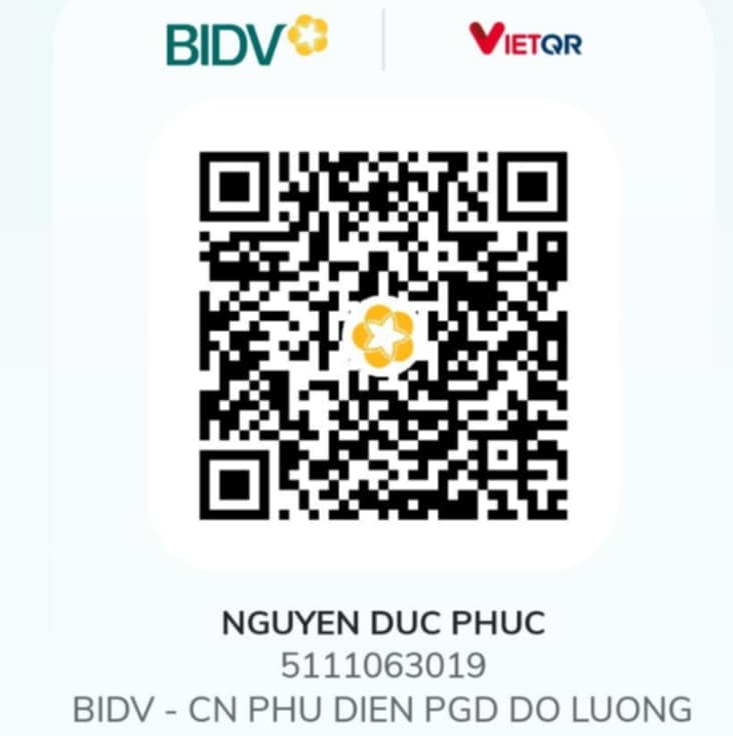 BIDV
VIETQR
NGUYEN DUC PHUC
5111063019
BIDV - CN PHU DIEN PGD DO LUONG